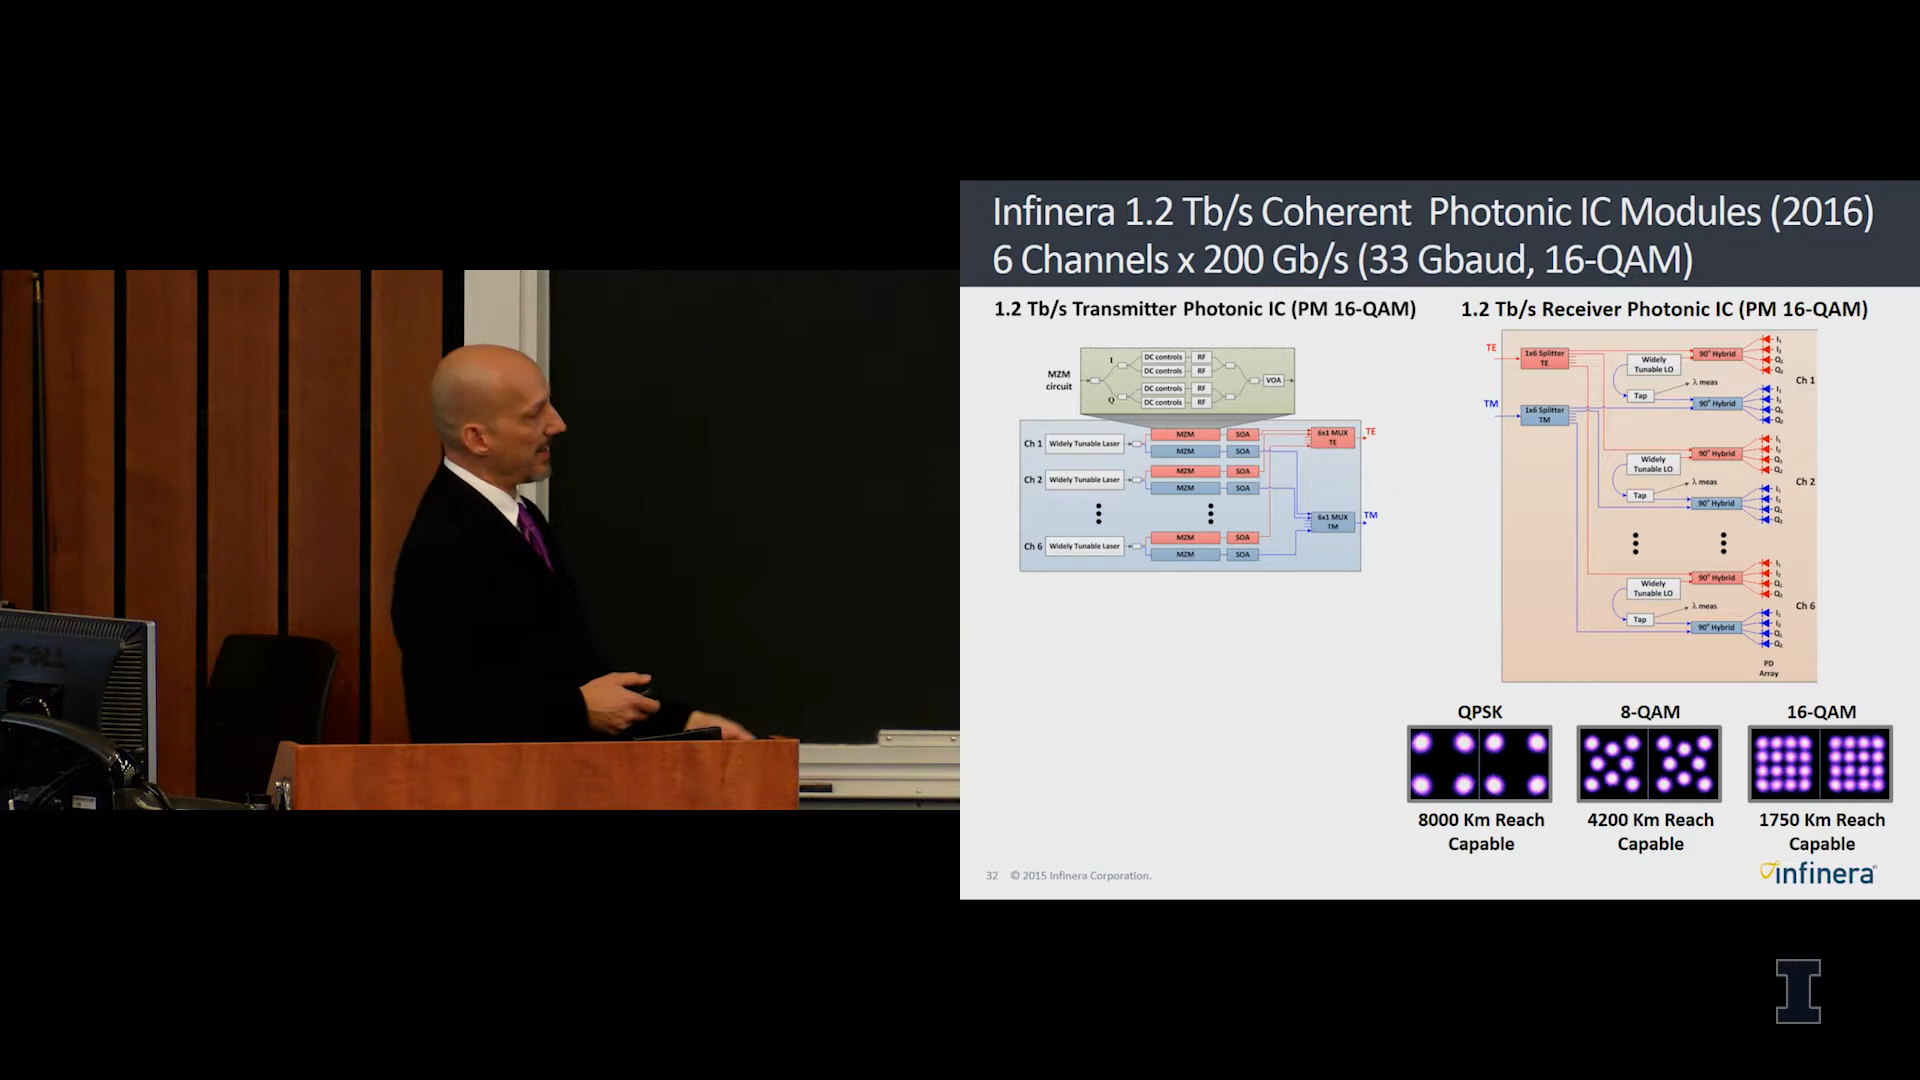 Infinera 1.2 Tb/s Coherent Photonic IC Modules (2016)
6 Channels x 200 Gb/s (33 Gbaud, 16-QAM)
1.2 Tb/s Transmitter Photonic IC (PM 16-QAM)
MZM
circuit
I
DC controls RF
DC controls RF
Q
DC controls RF
DC controls RF
VOA
Ch 1 Widely Tunable Laser
MZM SOA
MZM SOA
Ch 2 Widely Tunable Laser
MZM SOA
MZM SOA
Ch 6 Widely Tunable Laser
MZM SOA
MZM SOA
6x1 MUX
TE
TE
6x1 MUX
TM
TM
1.2 Tb/s Receiver Photonic IC (PM 16-QAM)
TE
1x6 Splitter
TE
TM
1x6 Splitter
TM
Widely
Tunable LO
Tap
λ meas
90° Hybrid
90° Hybrid
I₁
I₂
Q₁
Q₂
I₁
I₂
Q₁
Q₂
Ch 1
Widely
Tunable LO
Tap
λ meas
90° Hybrid
90° Hybrid
I₁
I₂
Q₁
Q₂
I₁
I₂
Q₁
Q₂
Ch 2
Widely
Tunable LO
Tap
λ meas
90° Hybrid
90° Hybrid
I₁
I₂
Q₁
Q₂
I₁
I₂
Q₁
Q₂
Ch 6
PD
Array
QPSK
8000 Km Reach
Capable
8-QAM
4200 Km Reach
Capable
16-QAM
1750 Km Reach
Capable
32 © 2015 Infinera Corporation.
infinera
DELL
I